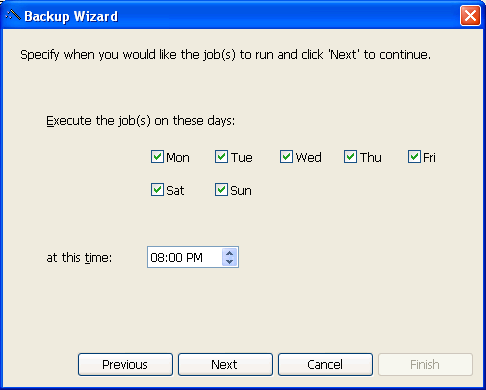 Backup Wizard
Specify when you would like the job(s) to run and click 'Next' to continue.
Execute the job(s) on these days:
Mon Tue Wed Thu Fri
Sat Sun
at this time: 08:00 PM
Previous Next Cancel Finish